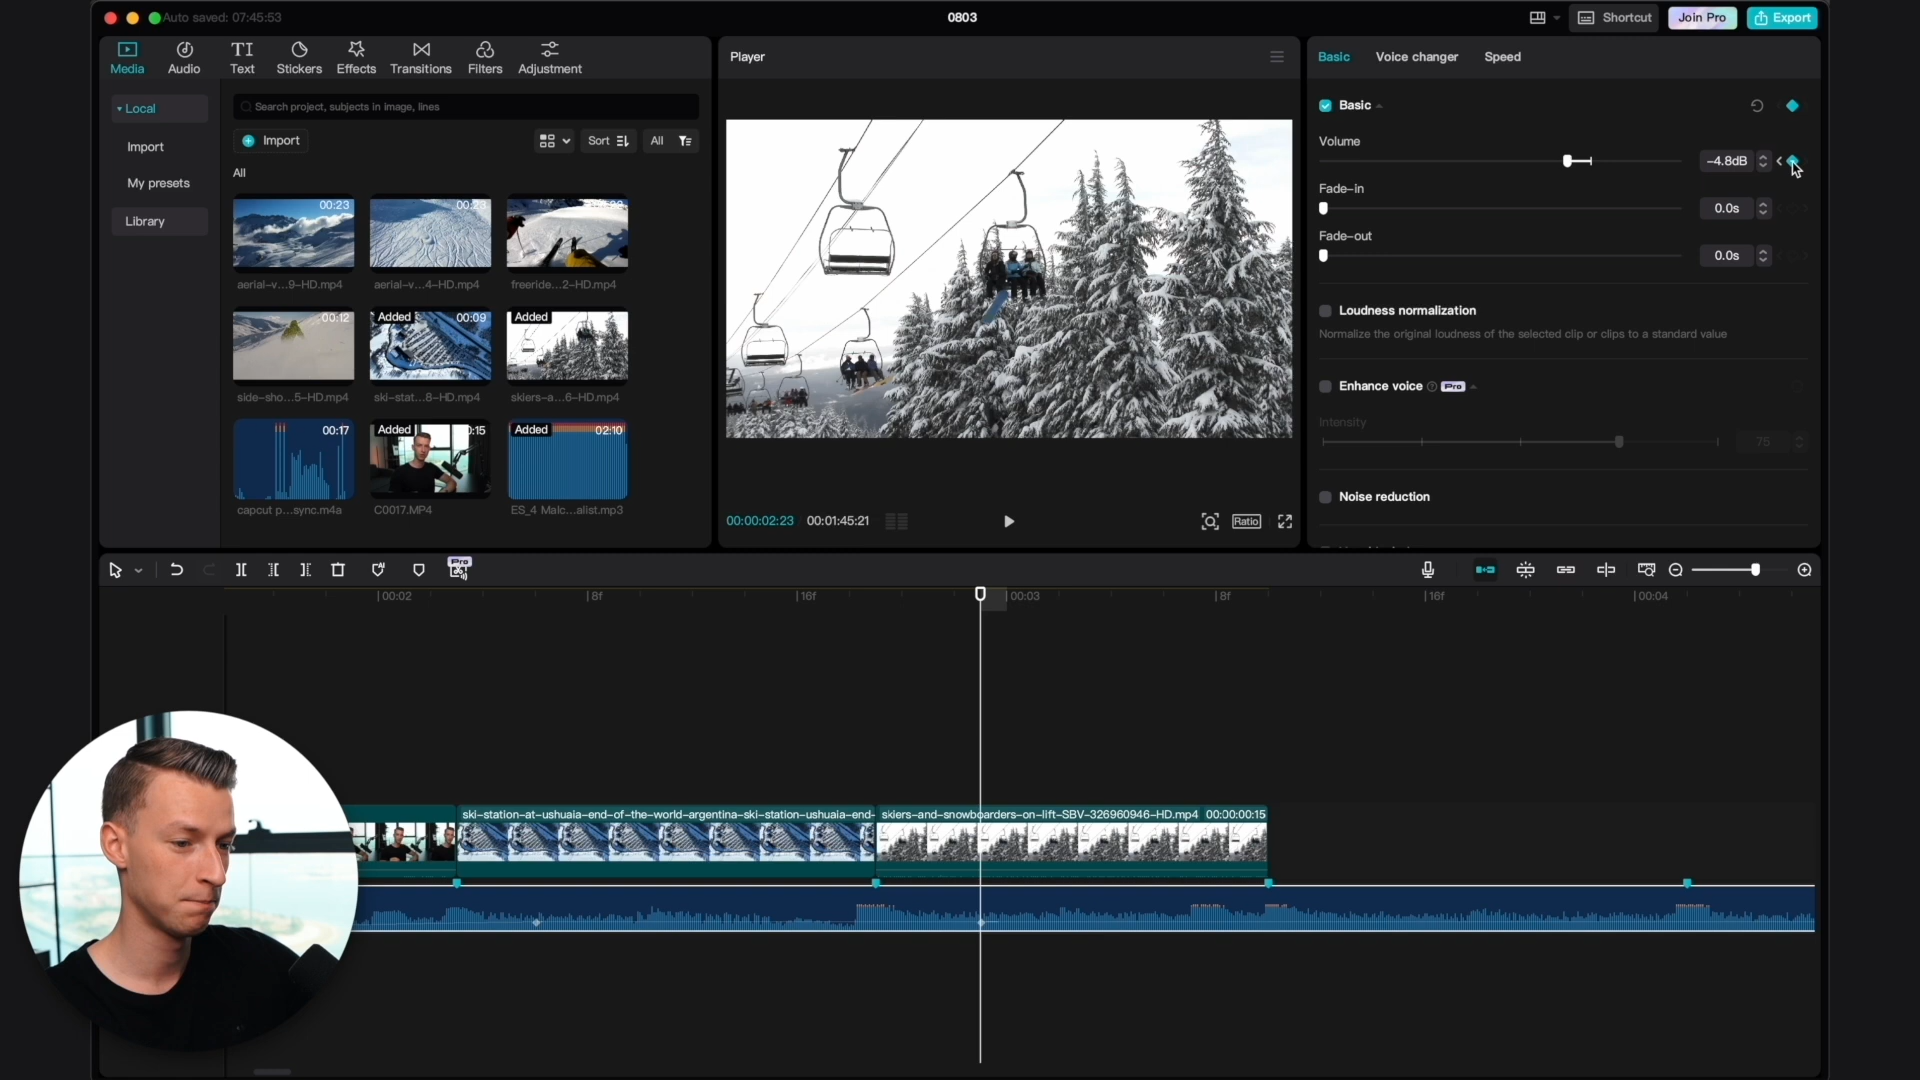 Auto saved: 07:45:53
0803
Shortcut
Join Pro
Export
Media
Audio
TI
Text
Stickers
Effects
Transitions
Filters
Adjustment
Local
Import
My presets
Library
Search project, subjects in image, lines
Import
Sort
All
All
00:23
aerial-v...9-HD.mp4
00:23
aerial-v...4-HD.mp4
freeride...2-HD.mp4
00:12
side-sho...5-HD.mp4
Added
00:09
ski-stat...8-HD.mp4
Added
skiers-a...6-HD.mp4
00:17
capcut p...sync.m4a
Added
:15
C0017.MP4
Added
02:10
ES_4 Malc...alist.mp3
Player
00:00:02:23
00:01:45:21
Ratio
Basic
Voice changer
Speed
Basic
Volume
-4.8dB
Fade-in
0.0s
Fade-out
0.0s
Loudness normalization
Normalize the original loudness of the selected clip or clips to a standard value
Enhance voice
Pro
Intensity
75
Noise reduction
Pro
00:02
8f
16f
00:03
8f
16f
00:04
ski-station-at-ushuaia-end-of-the-world-argentina-ski-station-ushuaia-end-
skiers-and-snowboarders-on-lift-SBV-326960946-HD.mp4 00:00:00:15